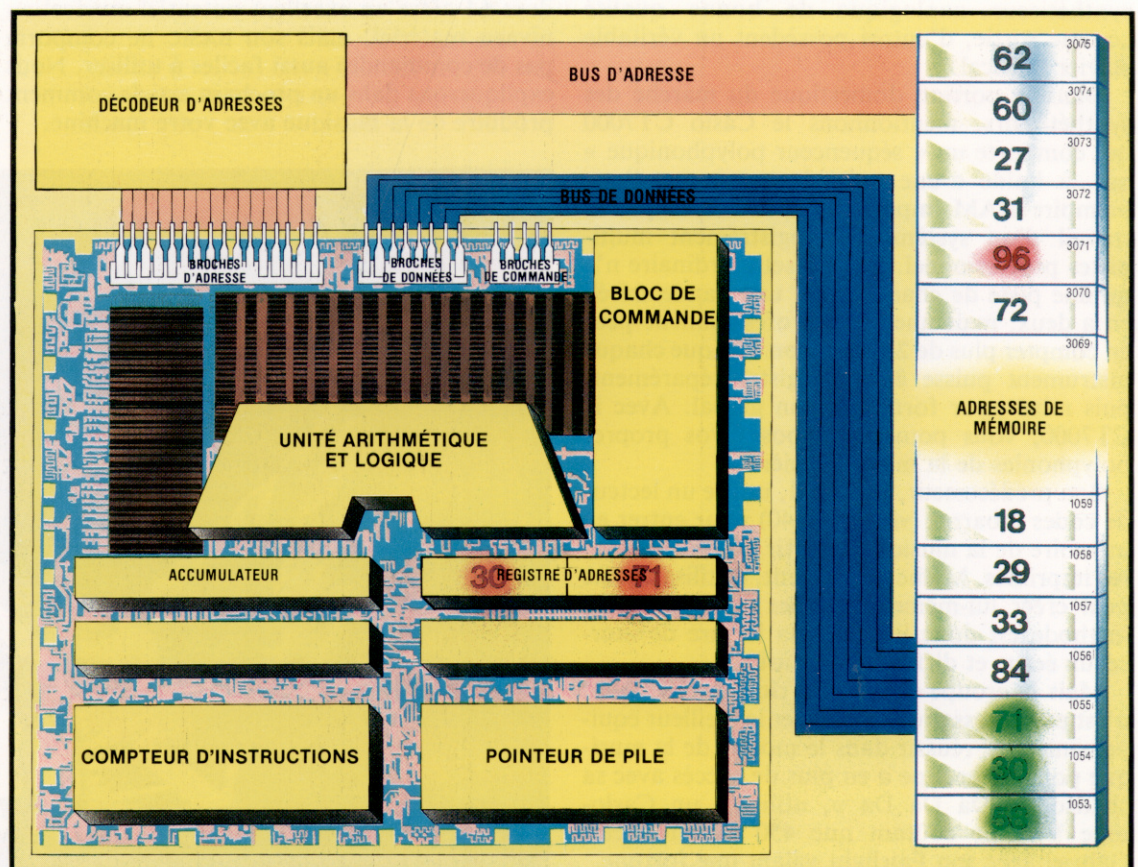 DÉCODEUR D'ADRESSES
BUS D'ADRESSE
BUS DE DONNÉES
BROCHES
D'ADRESSE
BROCHES
DE DONNÉES
BROCHES
DE COMMANDE
BLOC DE
COMMANDE
UNITÉ ARITHMÉTIQUE
ET LOGIQUE
ACCUMULATEUR
30 REGISTRE D'ADRESSES 71
COMPTEUR D'INSTRUCTIONS
POINTEUR DE PILE
62 3075
60 3074
27 3073
31 3072
96 3071
72 3070
3069
ADRESSES DE
MÉMOIRE
18 1059
29 1058
33 1057
84 1056
71 1055
30 1054
1053